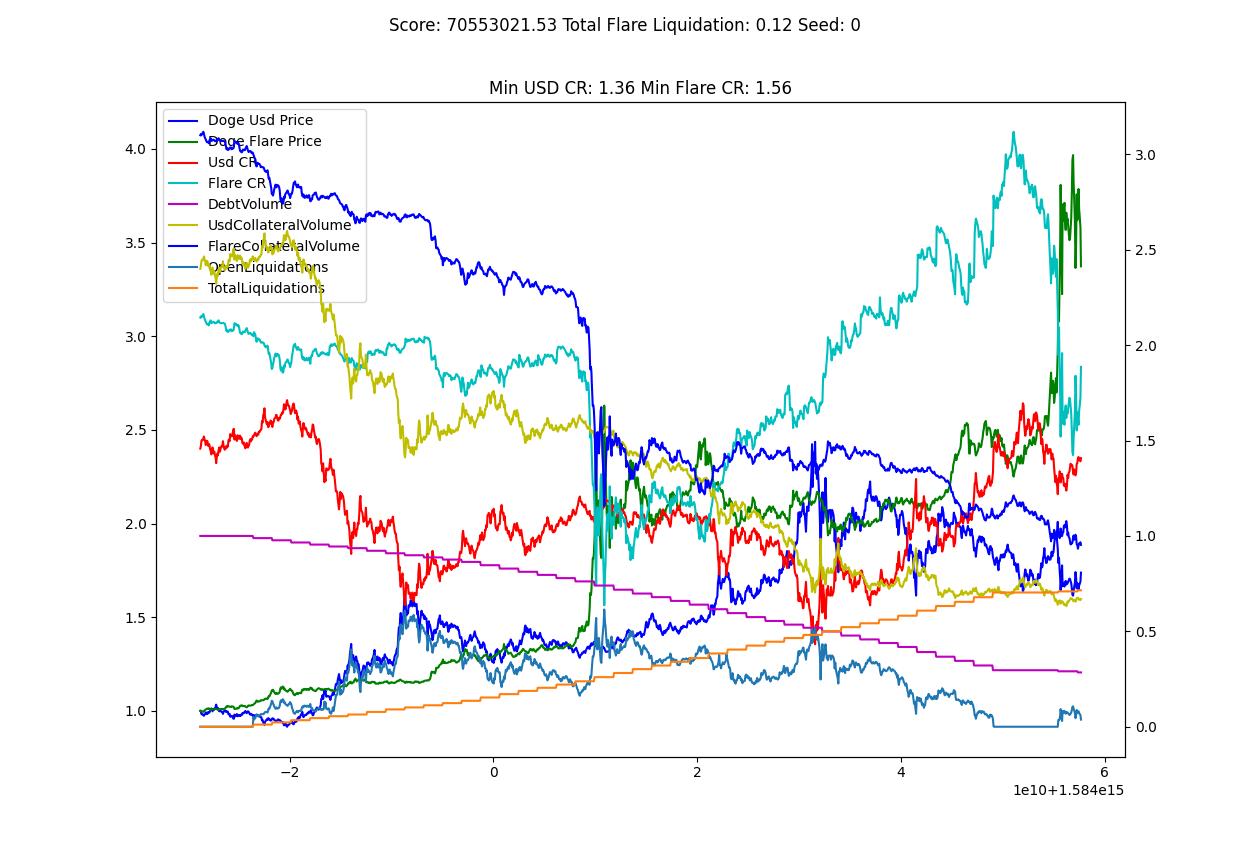 Score: 70553021.53 Total Flare Liquidation: 0.12 Seed: 0
Min USD CR: 1.36 Min Flare CR: 1.56
Doge Usd Price
Doge Flare Price
Usd CR
Flare CR
DebtVolume
UsdCollateralVolume
FlareCollateralVolume
OpenLiquidations
TotalLiquidations
4.0
3.5
3.0
2.5
2.0
1.5
1.0
3.0
2.5
2.0
1.5
1.0
0.5
0.0
−2
0
2
4
6
1e10+1.584e15